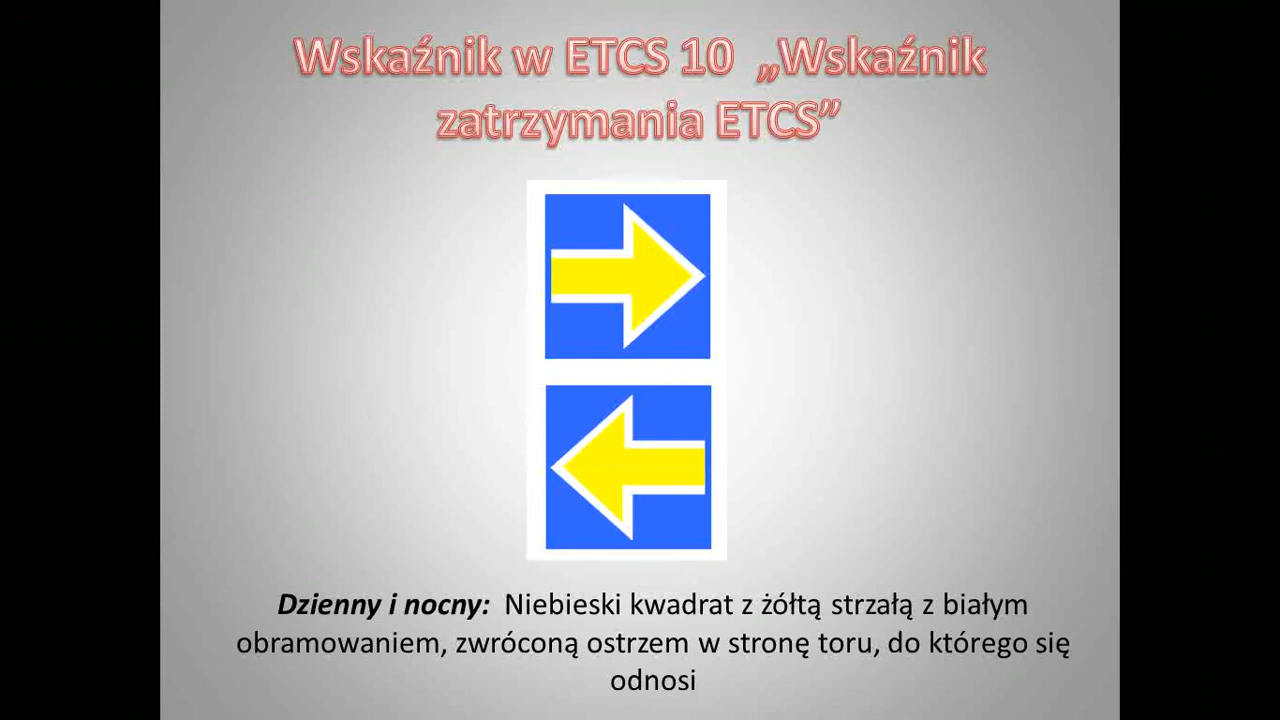 Wskaźnik w ETCS 10 „Wskaźnik
zatrzymania ETCS”
Dzienny i nocny: Niebieski kwadrat z żółtą strzałą z białym
obramowaniem, zwróconą ostrzem w stronę toru, do którego się
odnosi